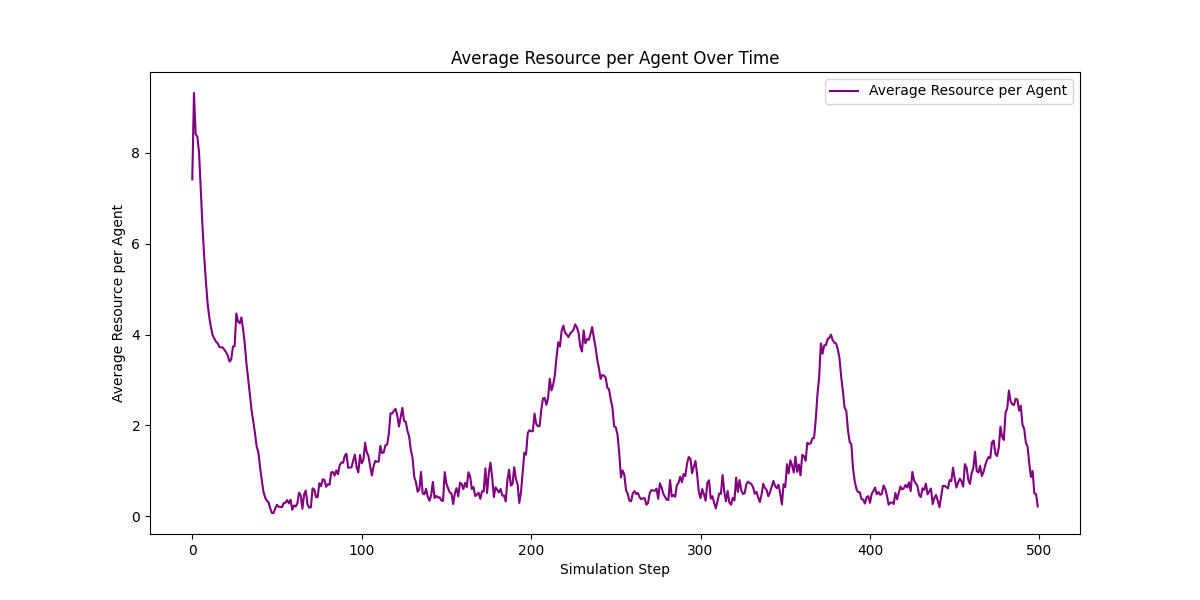 Average Resource per Agent Over Time
Average Resource per Agent
Average Resource per Agent
8
6
4
2
0
0 100 200 300 400 500
Simulation Step